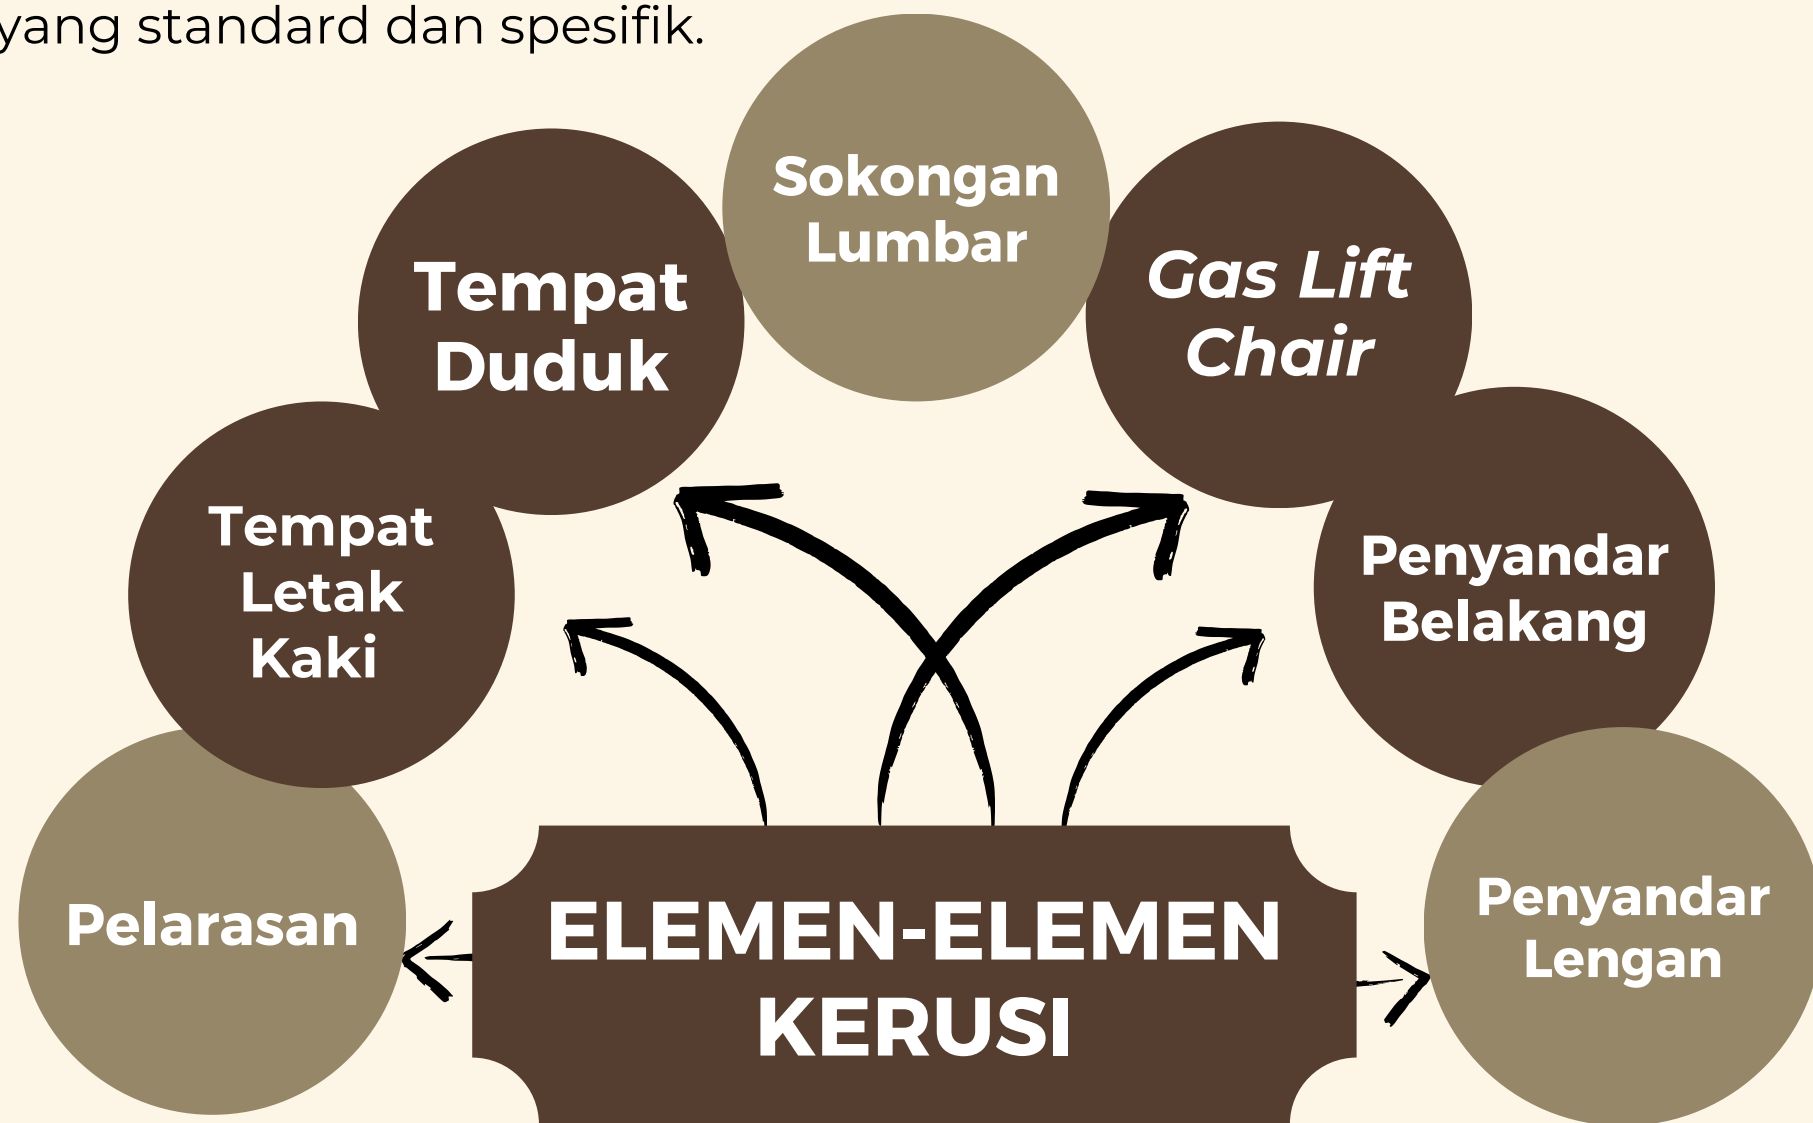 yang standard dan spesifik.
Sokongan
Lumbar
Tempat
Duduk
Gas Lift
Chair
Tempat
Letak
Kaki
Penyandar
Belakang
Pelarasan
Penyandar
Lengan
ELEMEN-ELEMEN
KERUSI